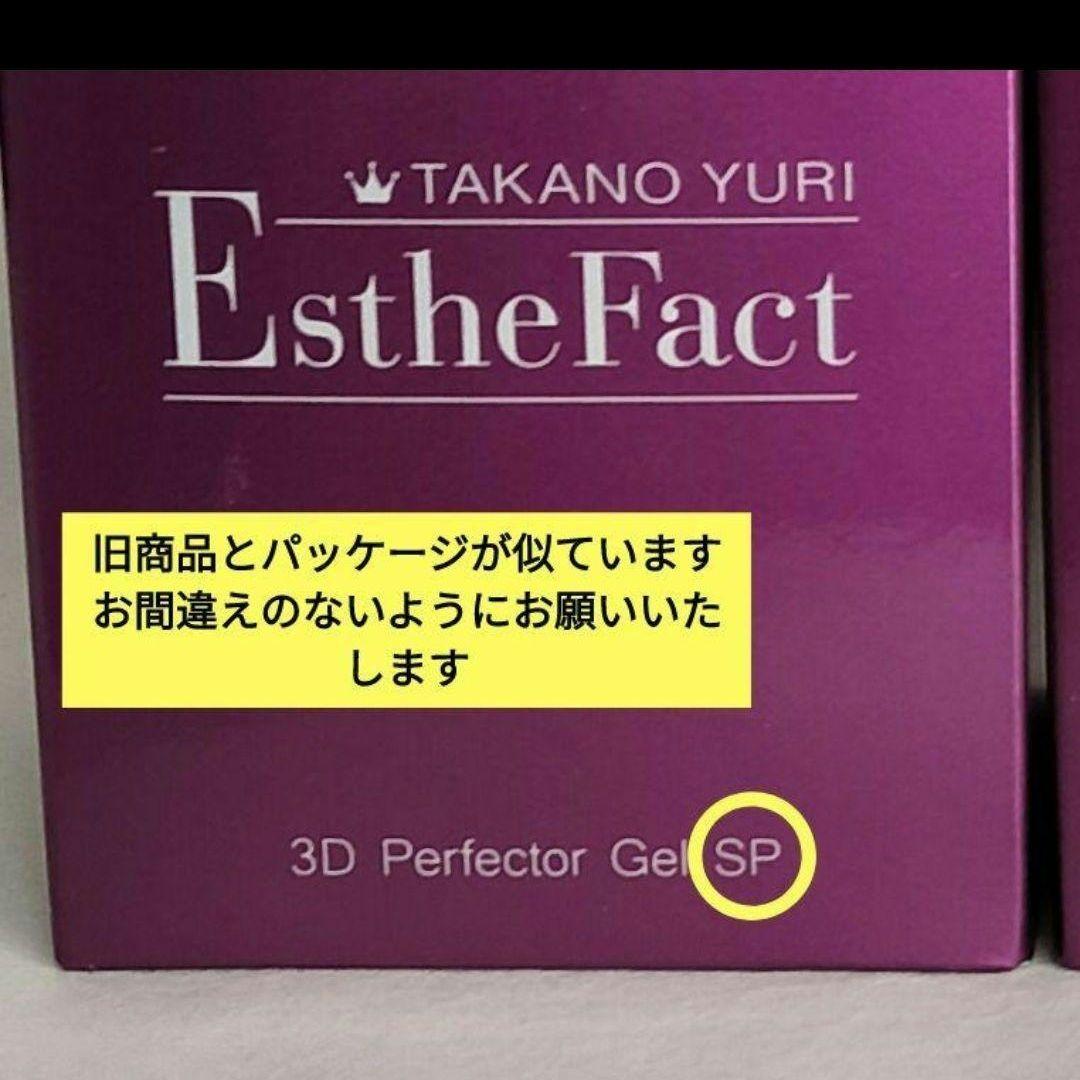 TAKANO YURI
EstheFact
旧商品とパッケージが似ています
お間違えのないようにお願いいた
します
3D Perfector Gel SP